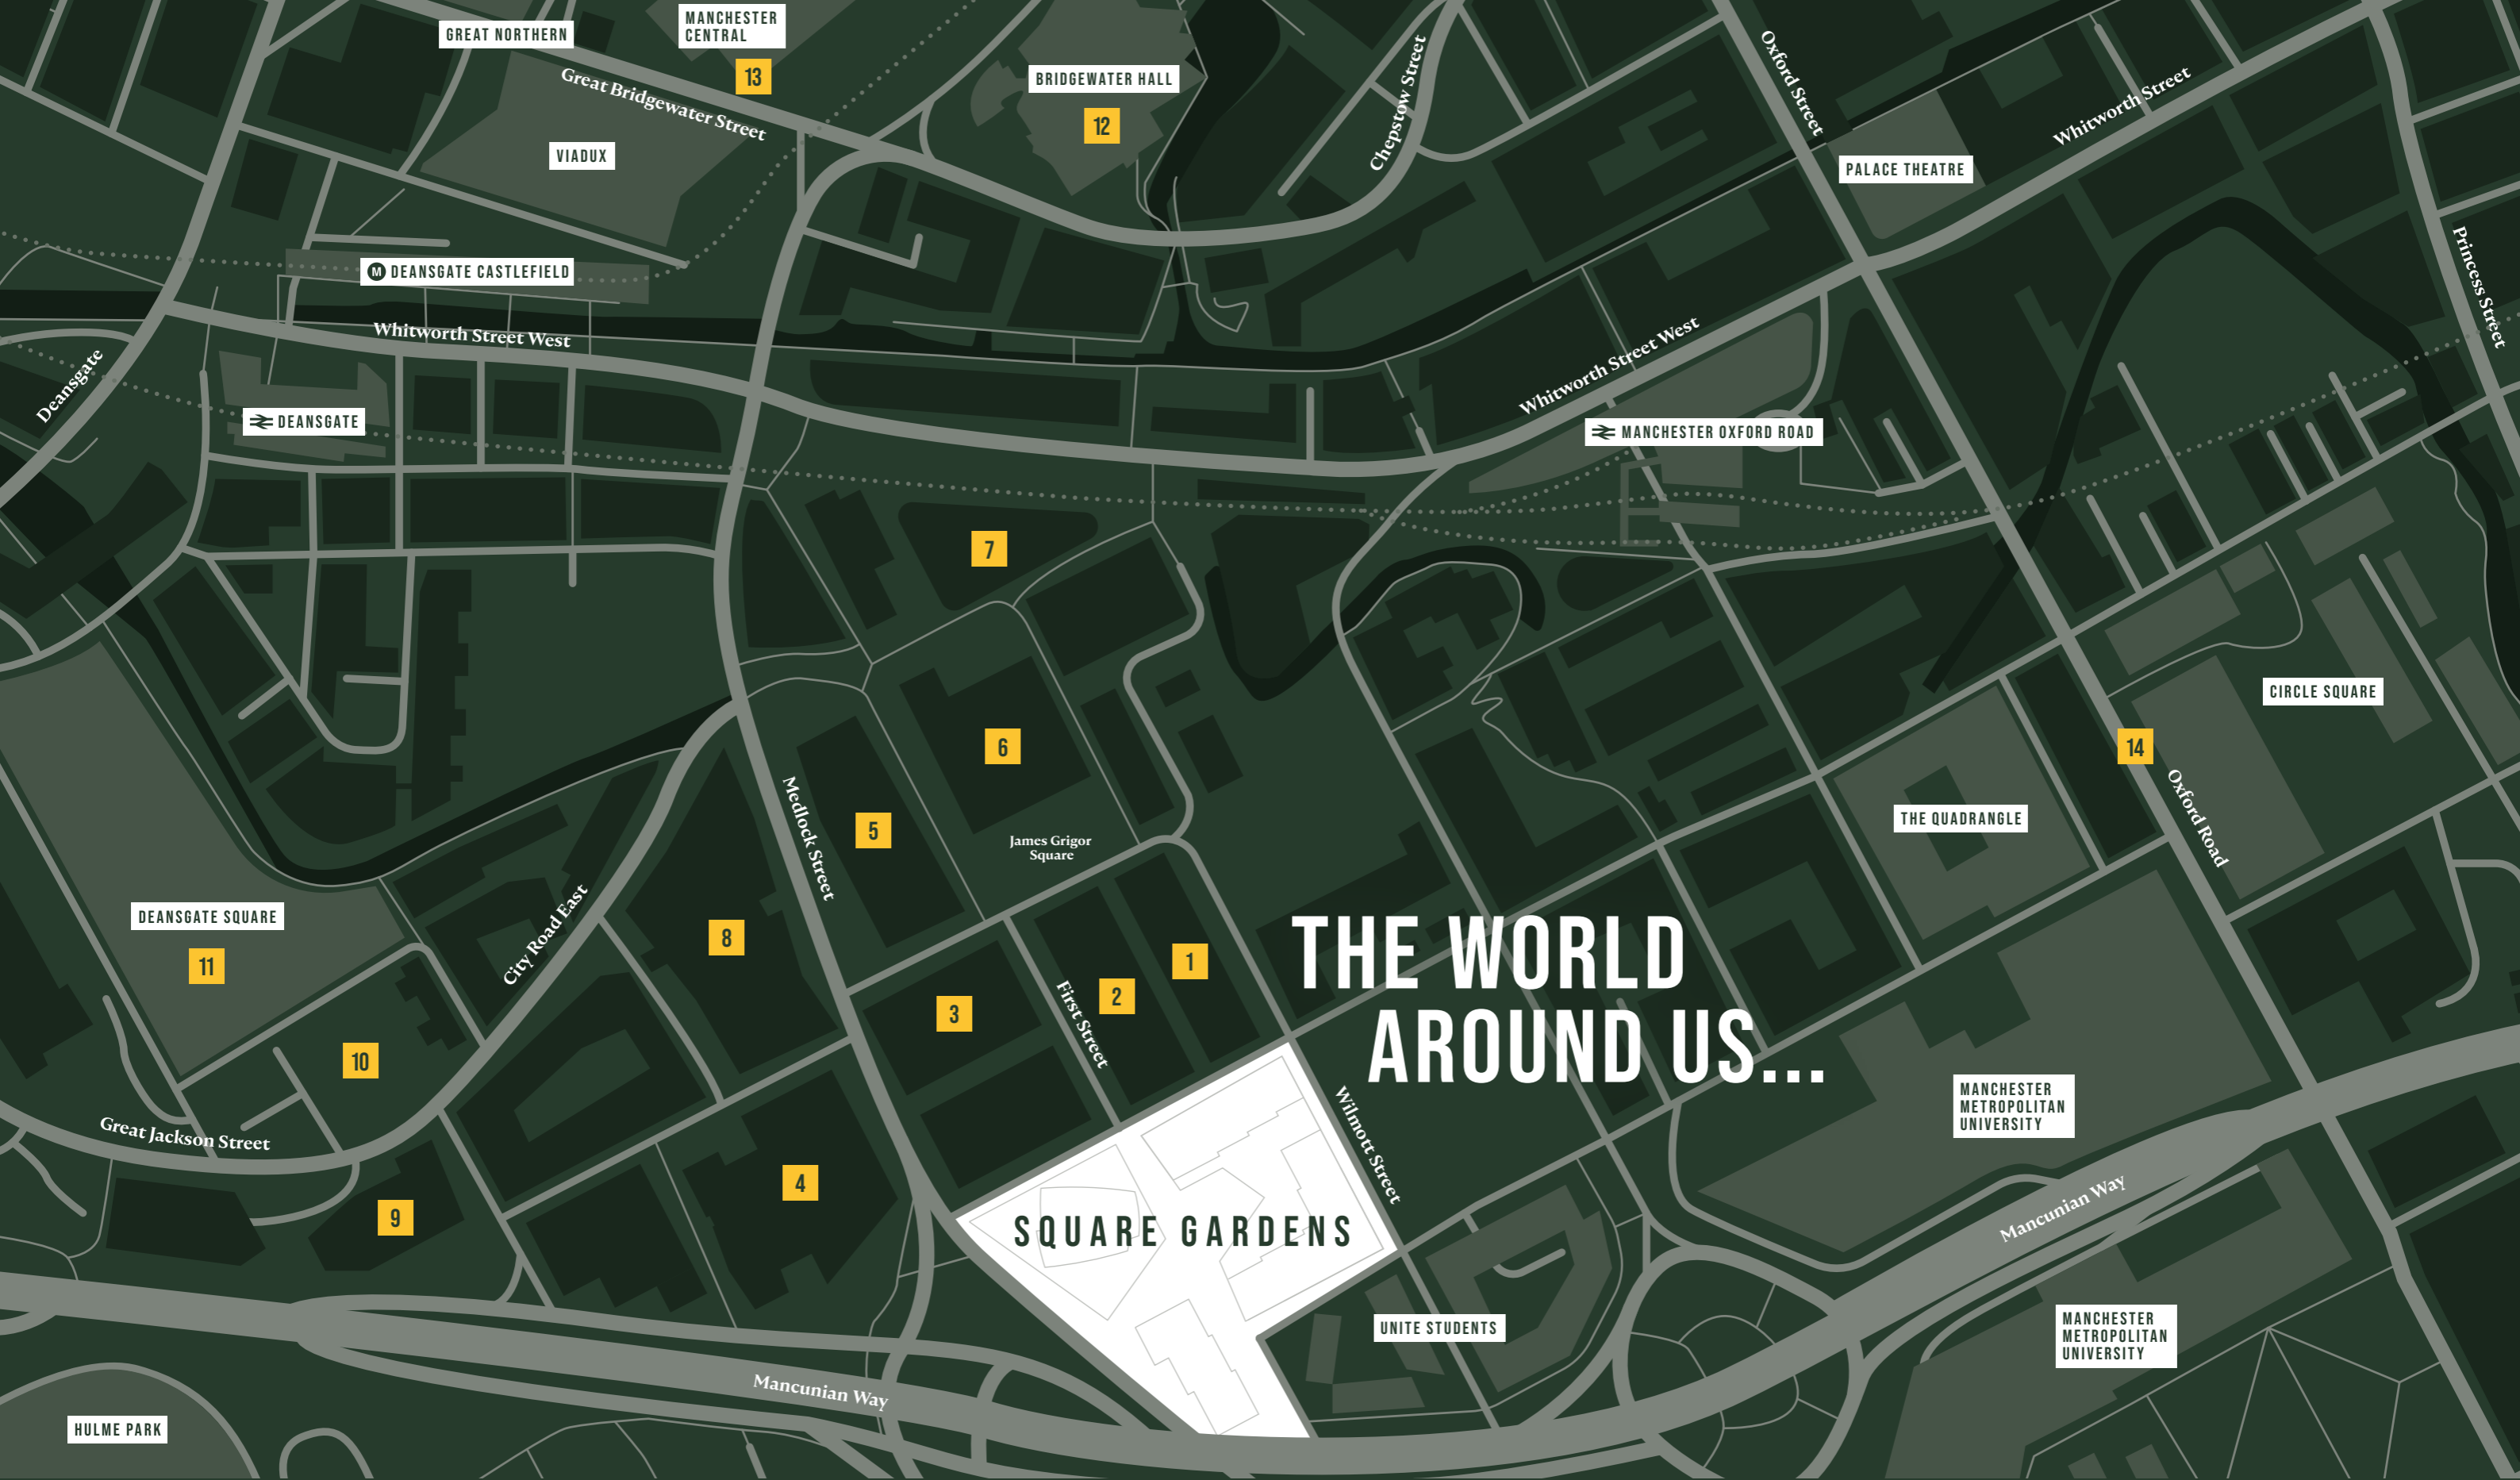 GREAT NORTHERN
MANCHESTER
CENTRAL
13
Great Bridgewater Street
BRIDGEWATER HALL
12
Chepstow Street
Oxford Street
Whitworth Street
PALACE THEATRE
VIADUX
M DEANSGATE CASTLEFIELD
Whitworth Street West
Princess Street
Deansgate
DEANSGATE
Whitworth Street West
MANCHESTER OXFORD ROAD
7
6
CIRCLE SQUARE
14
Oxford Road
THE QUADRANGLE
5
Medlock Street
James Grigor
Square
City Road East
DEANSGATE SQUARE
11
8
1
2
3
First Street
THE WORLD
AROUND US...
10
Great Jackson Street
MANCHESTER
METROPOLITAN
UNIVERSITY
Wilmott Street
4
9
SQUARE GARDENS
Mancunian Way
UNITE STUDENTS
MANCHESTER
METROPOLITAN
UNIVERSITY
Mancunian Way
HULME PARK